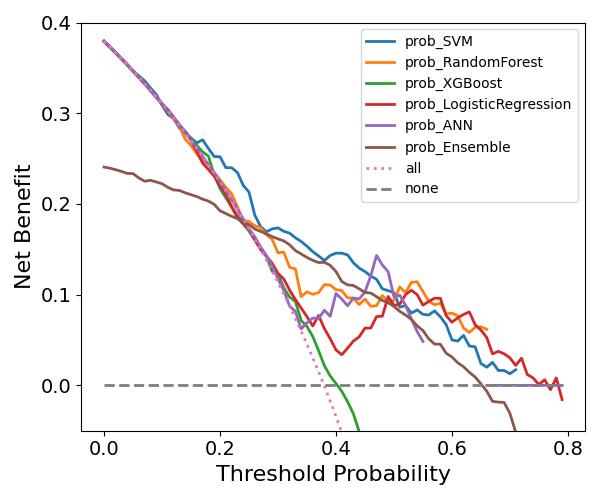 0.4
0.3
0.2
0.1
0.0
Net Benefit
prob_SVM
prob_RandomForest
prob_XGBoost
prob_LogisticRegression
prob_ANN
prob_Ensemble
all
none
0.0 0.2 0.4 0.6 0.8
Threshold Probability